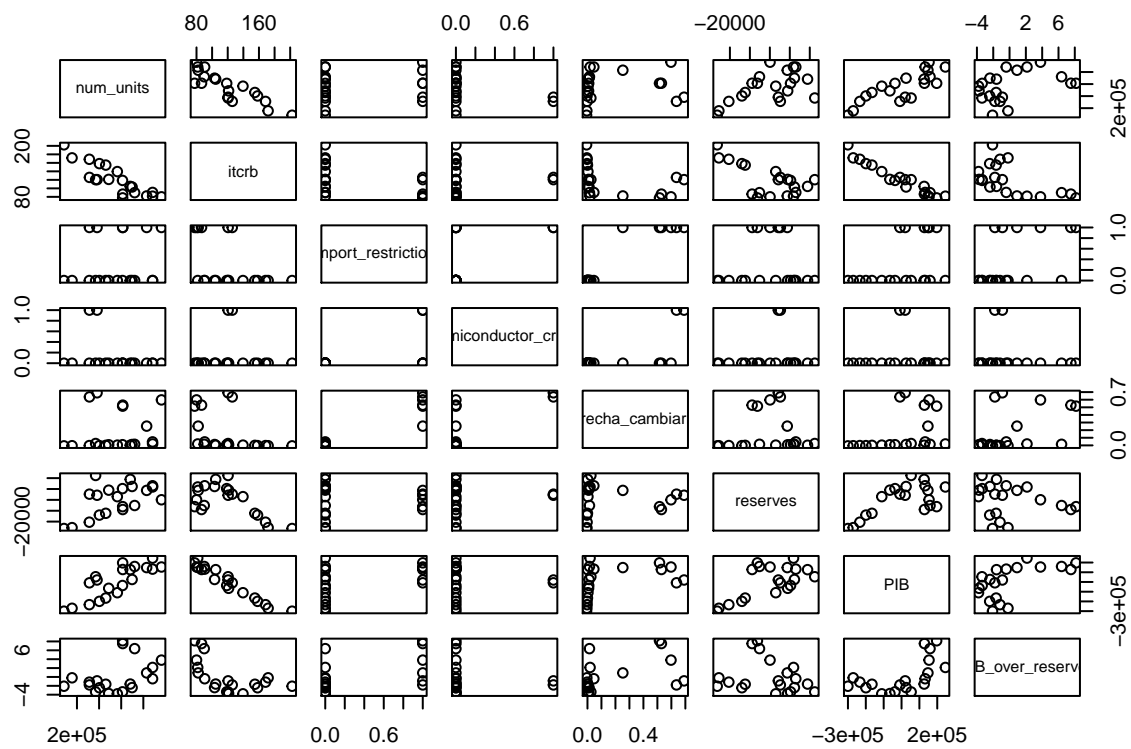 80 160 0.0 0.6 −20000 −4 2 6
num_units 2e+05
80 200 itcrb
mport_restrictio 0.0 1.0
0.0 1.0 miconductor_cri
recha_cambiar 0.0 0.7
−20000 reserves
PIB −3e+05
−4 6 B_over_reserv
2e+05 0.0 0.6 0.0 0.4 −3e+05 2e+05